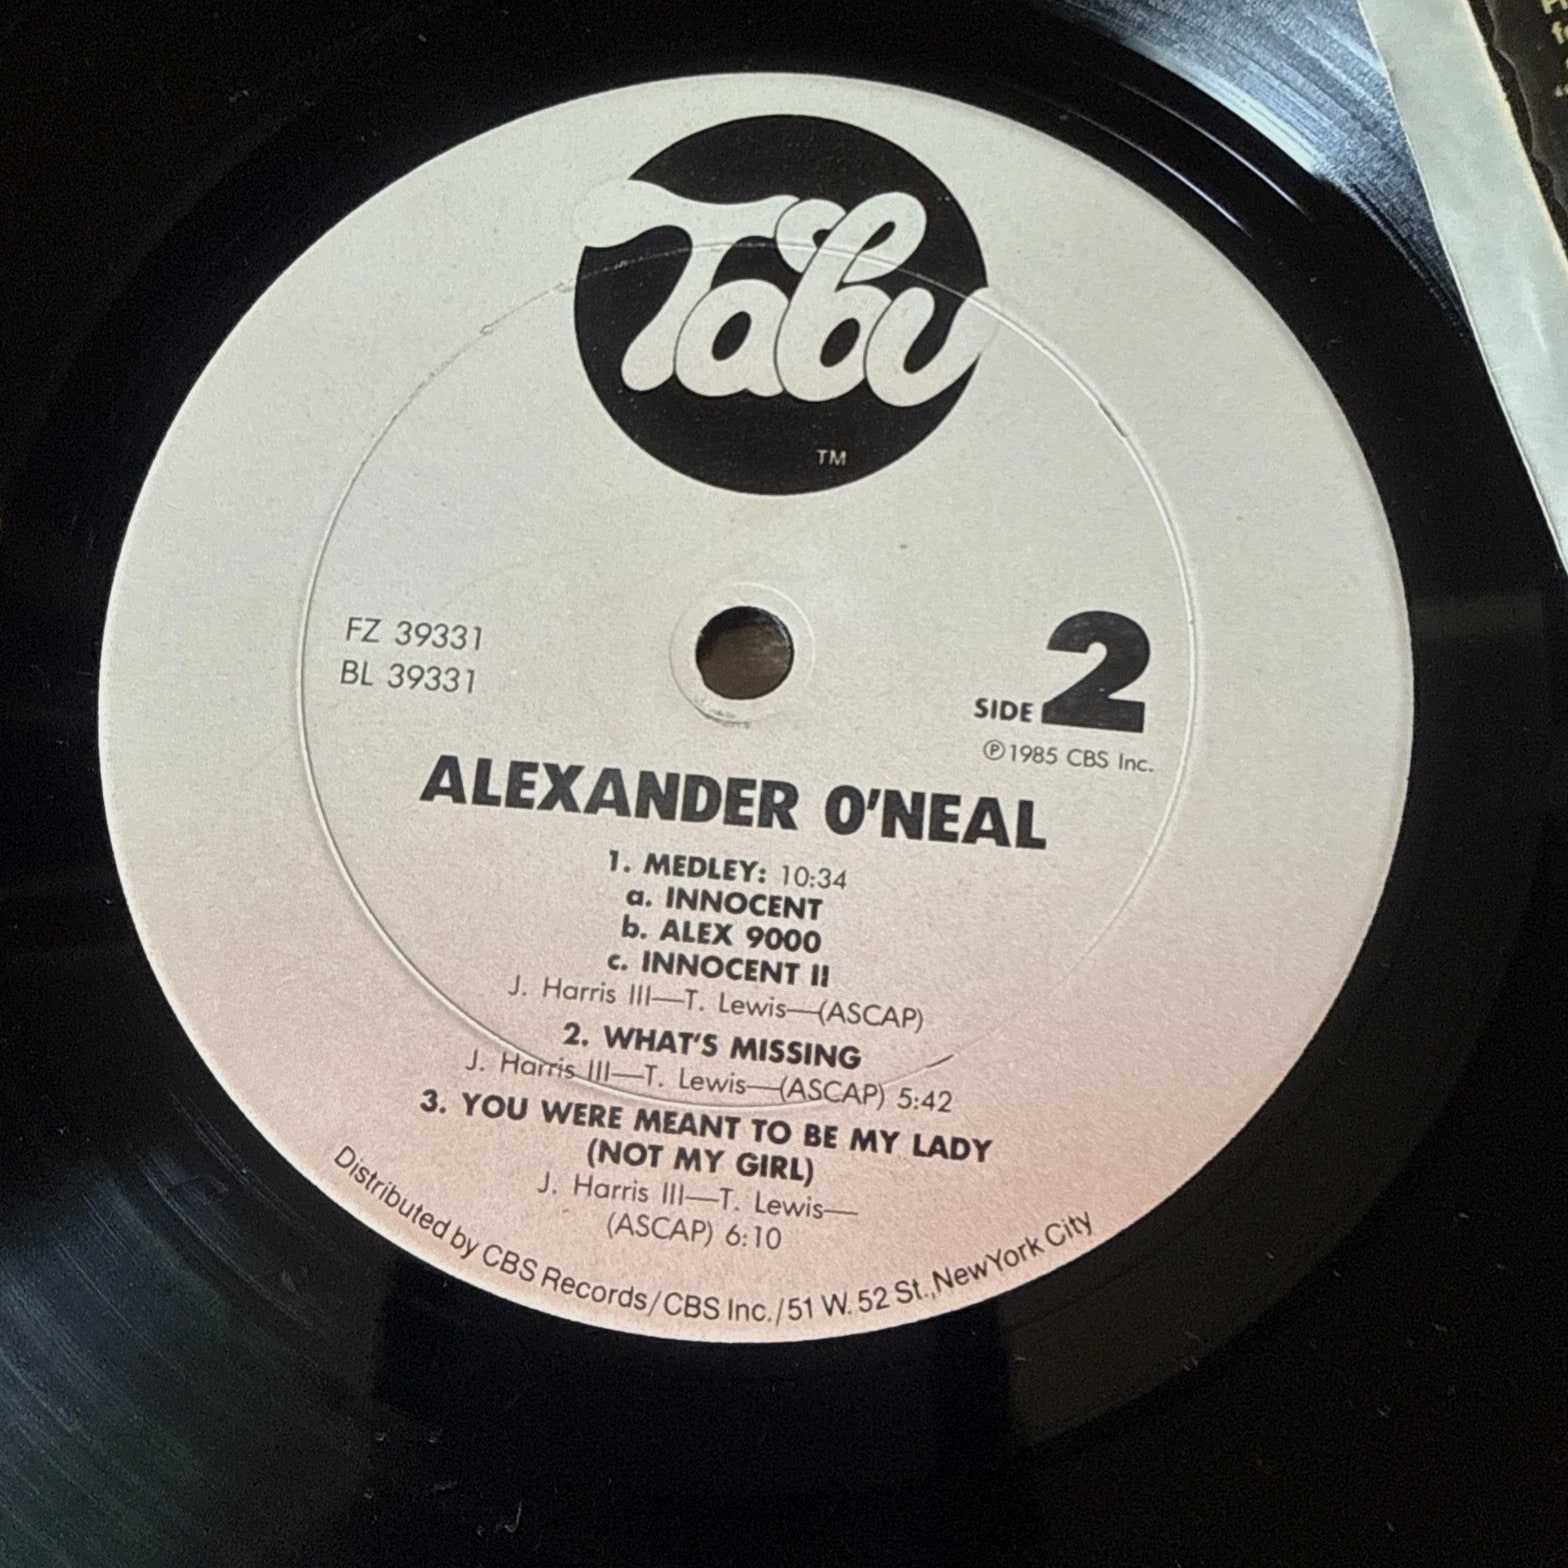 Tabu
TM
FZ 39331
BL 39331
SIDE 2
℗ 1985 CBS Inc.
ALEXANDER O'NEAL
1. MEDLEY: 10:34
a. INNOCENT
b. ALEX 9000
c. INNOCENT II
J. Harris III—T. Lewis—(ASCAP)
2. WHAT'S MISSING
J. Harris III—T. Lewis—(ASCAP) 5:42
3. YOU WERE MEANT TO BE MY LADY
(NOT MY GIRL)
J. Harris III—T. Lewis—
(ASCAP) 6:10
Distributed by CBS Records/CBS Inc./51 W. 52 St., New York City